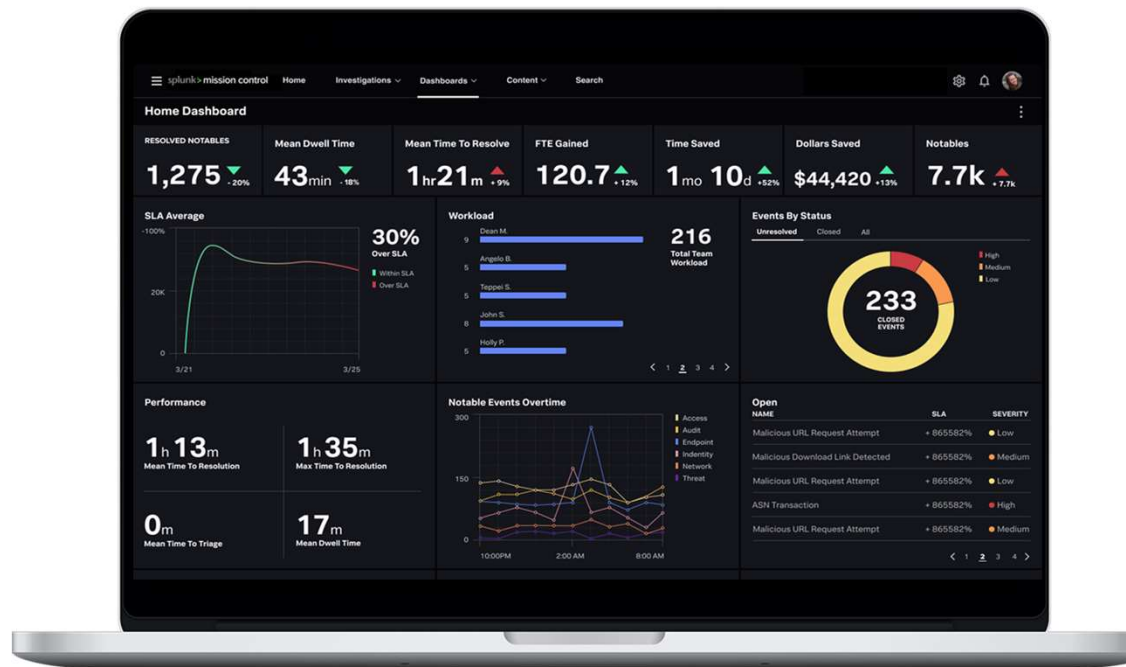 splunk> mission control Home Investigations Dashboards Content Search
Home Dashboard
RESOLVED NOTABLES
1,275 - 20%
Mean Dwell Time
43min - 18%
Mean Time To Resolve
1hr21m + 9%
FTE Gained
120.7 + 12%
Time Saved
1mo 10d +52%
Dollars Saved
$44,420 +13%
Notables
7.7k + 7.7k
SLA Average
-100%
20K
0
3/21 3/25
30%
Over SLA
Within SLA
Over SLA
Workload
Dean M.
9
Angelo B.
5
Teppei S.
5
John S.
8
Holly P.
5
216
Total Team
Workload
< 1 2 3 4 >
Events By Status
Unresolved Closed All
233
CLOSED
EVENTS
High
Medium
Low
Performance
1h 13m
Mean Time To Resolution
1h 35m
Max Time To Resolution
0m
Mean Time To Triage
17m
Mean Dwell Time
Notable Events Overtime
300
150
0
10:00PM 2:00 AM 8:00 AM
Access
Audit
Endpoint
Indentity
Network
Threat
Open
NAME SLA SEVERITY
Malicious URL Request Attempt + 865582% Low
Malicious Download Link Detected + 865582% Medium
Malicious URL Request Attempt + 865582% Low
ASN Transaction + 865582% High
Malicious URL Request Attempt + 865582% Medium
< 1 2 3 4 >